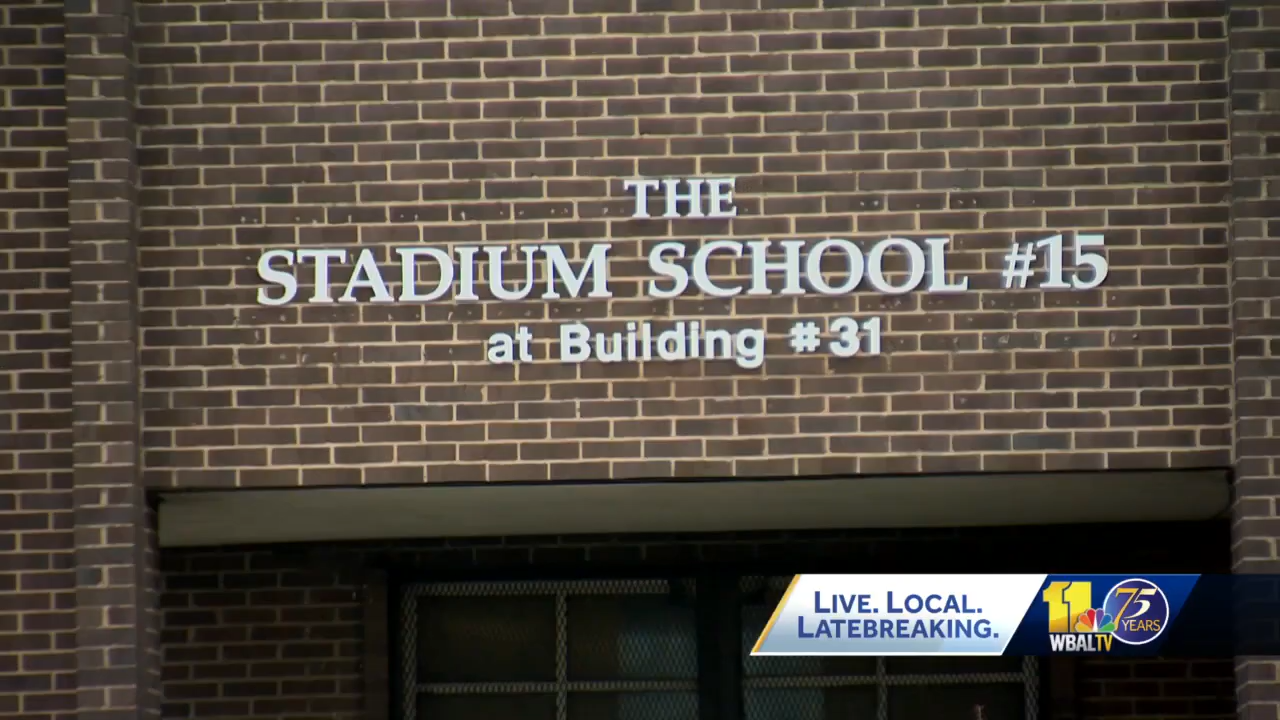 THE
STADIUM SCHOOL #15
at Building #31
LIVE. LOCAL.
LATEBREAKING.
11
WBALTV
75
YEARS